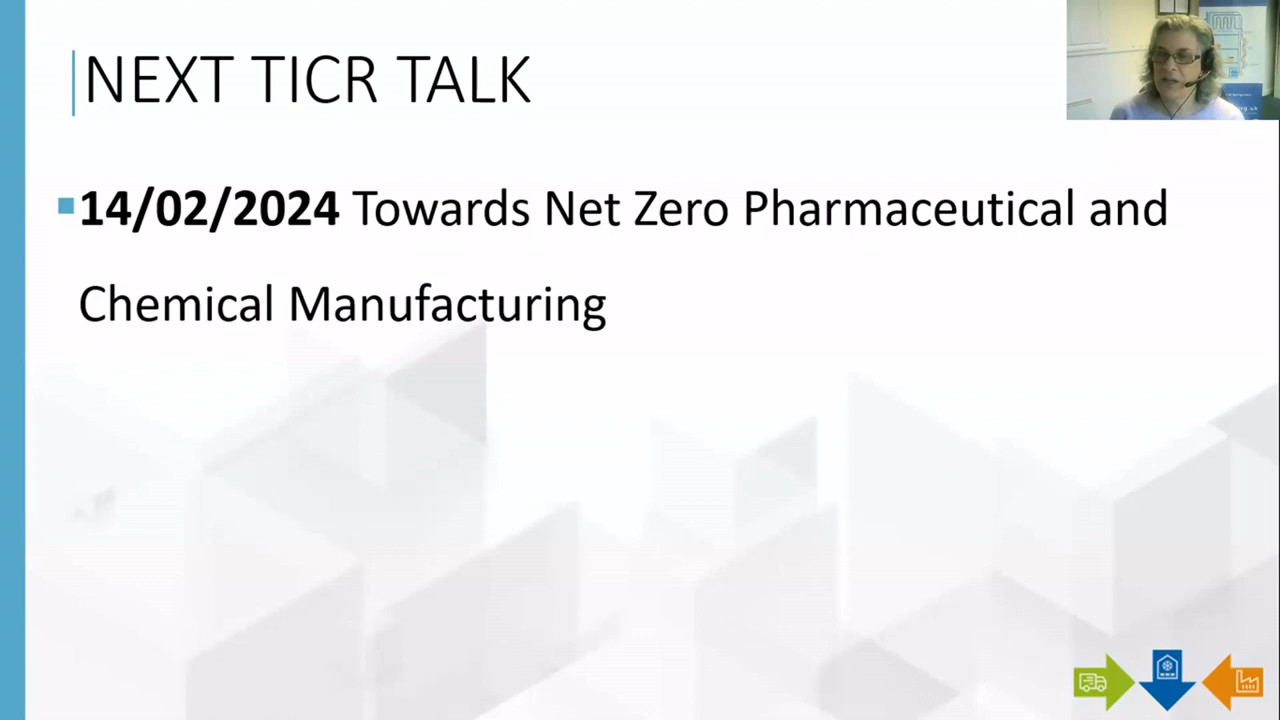 NEXT TICR TALK
14/02/2024 Towards Net Zero Pharmaceutical and
Chemical Manufacturing